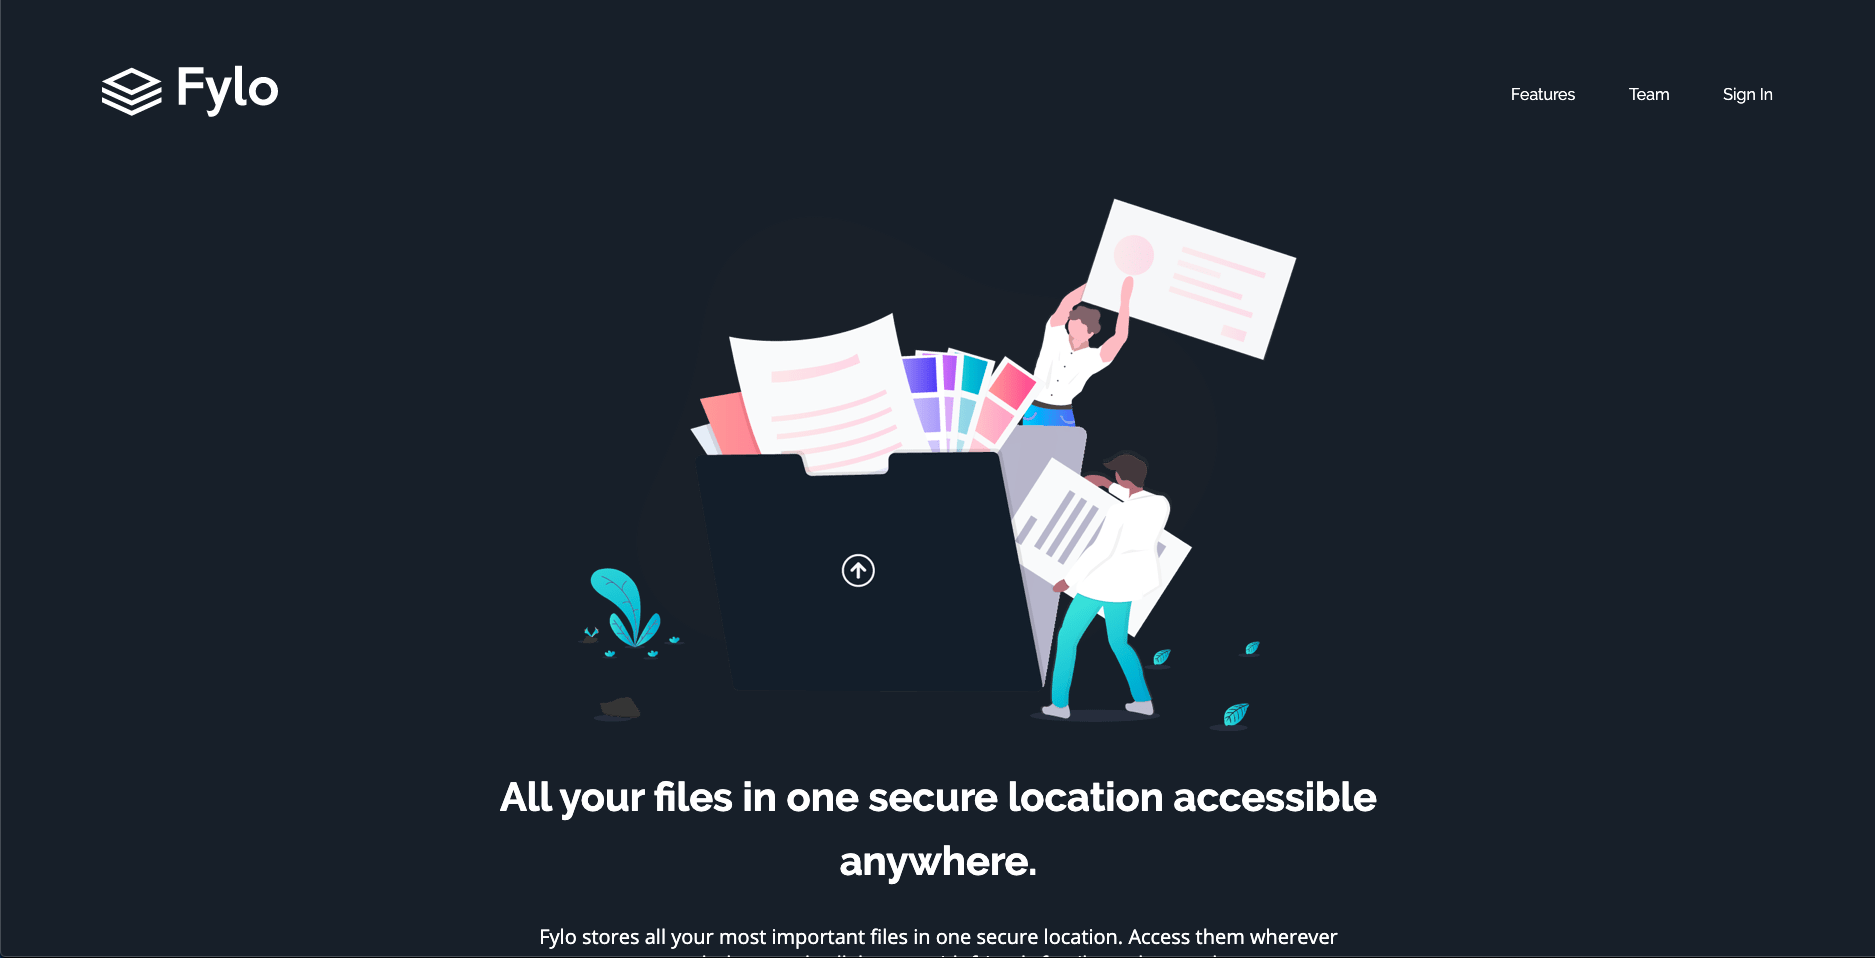 Fylo
Features
Team
Sign In
All your files in one secure location accessible
anywhere.
Fylo stores all your most important files in one secure location. Access them wherever